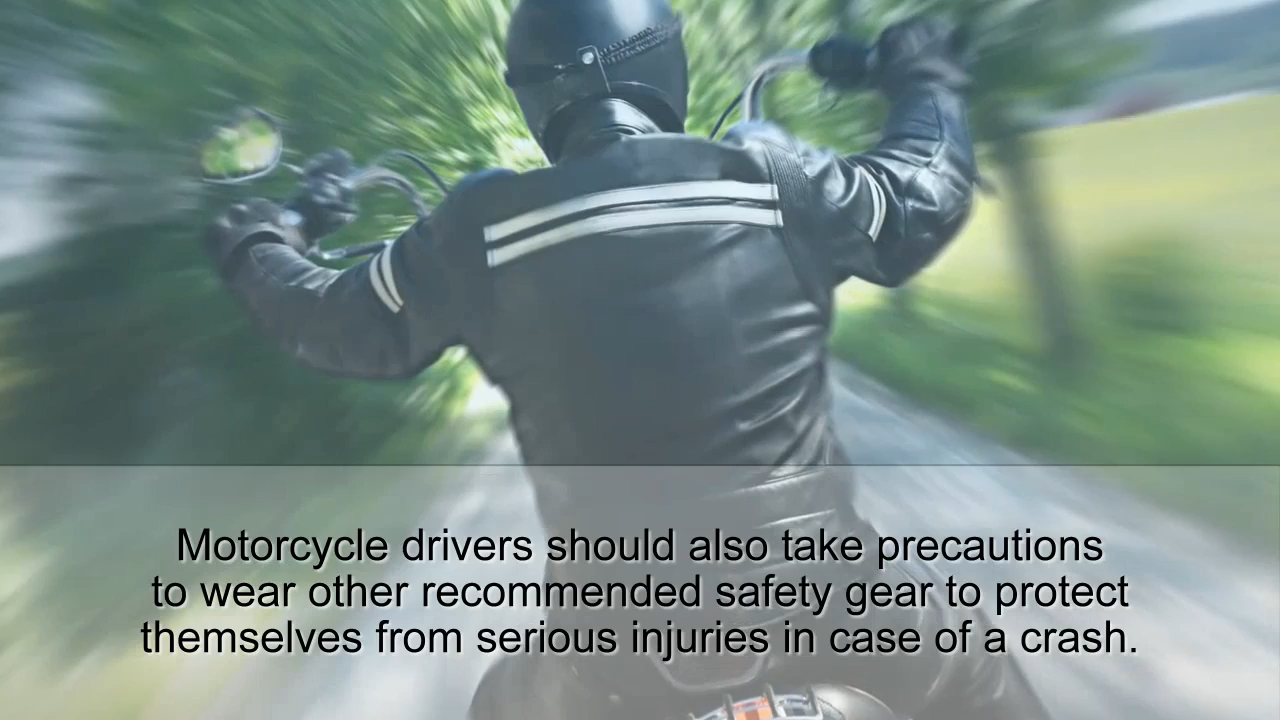 Motorcycle drivers should also take precautions
to wear other recommended safety gear to protect
themselves from serious injuries in case of a crash.